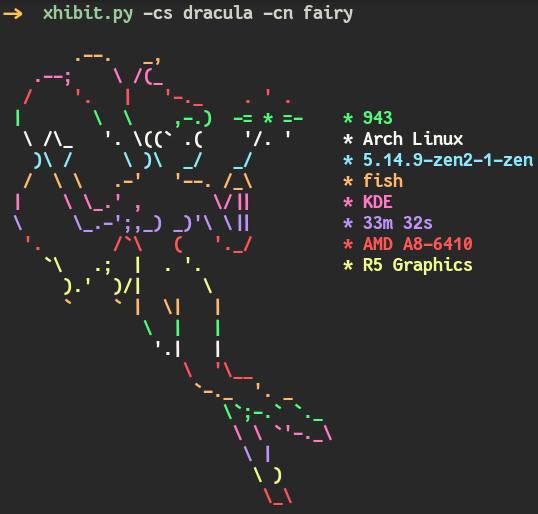 → xhibit.py -cs dracula -cn fairy
* 943
* Arch Linux
* 5.14.9-zen2-1-zen
* fish
* KDE
* 33m 32s
* AMD A8-6410
* R5 Graphics